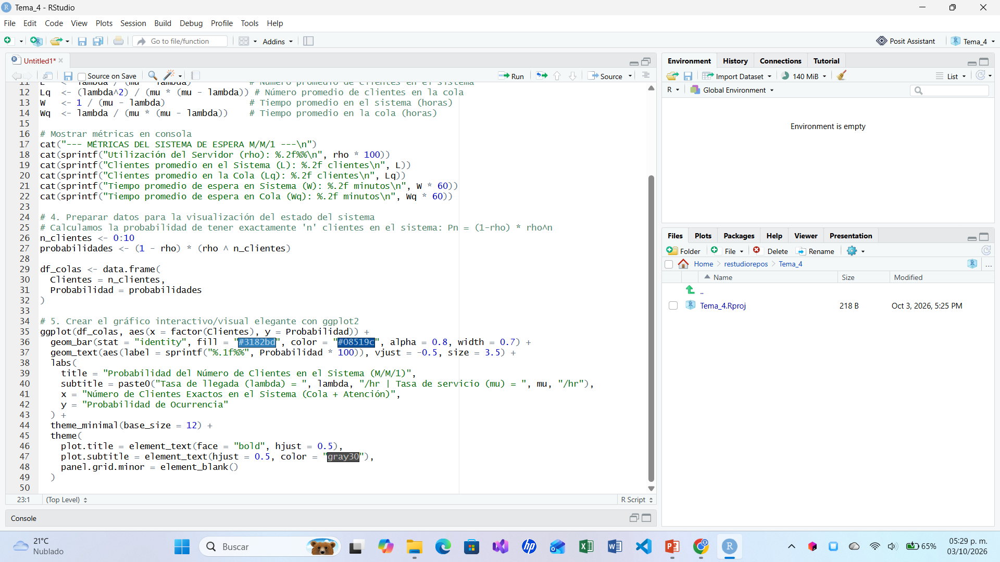 Tema_4 - RStudio
File Edit Code View Plots Session Build Debug Profile Tools Help
Go to file/function Addins Posit Assistant Tema_4
Untitled1*
Source on Save Run Source
11 L <- lambda / (mu - lambda) # Número promedio de clientes en el sistema
12 Lq <- (lambda^2) / (mu * (mu - lambda)) # Número promedio de clientes en la cola
13 W <- 1 / (mu - lambda) # Tiempo promedio en el sistema (horas)
14 Wq <- lambda / (mu * (mu - lambda)) # Tiempo promedio en la cola (horas)
15
16 # Mostrar métricas en consola
17 cat("--- MÉTRICAS DEL SISTEMA DE ESPERA M/M/1 ---\n")
18 cat(sprintf("Utilización del Servidor (rho): %.2f%%\n", rho * 100))
19 cat(sprintf("Clientes promedio en el Sistema (L): %.2f clientes\n", L))
20 cat(sprintf("Clientes promedio en la Cola (Lq): %.2f clientes\n", Lq))
21 cat(sprintf("Tiempo promedio de espera en Sistema (W): %.2f minutos\n", W * 60))
22 cat(sprintf("Tiempo promedio de espera en Cola (Wq): %.2f minutos\n", Wq * 60))
23
24 # 4. Preparar datos para la visualización del estado del sistema
25 # Calculamos la probabilidad de tener exactamente 'n' clientes en el sistema: Pn = (1-rho) * rho^n
26 n_clientes <- 0:10
27 probabilidades <- (1 - rho) * (rho ^ n_clientes)
28
29 df_colas <- data.frame(
30 Clientes = n_clientes,
31 Probabilidad = probabilidades
32 )
33
34 # 5. Crear el gráfico interactivo/visual elegante con ggplot2
35 ggplot(df_colas, aes(x = factor(Clientes), y = Probabilidad)) +
36 geom_bar(stat = "identity", fill = "#3182bd", color = "#08519c", alpha = 0.8, width = 0.7) +
37 geom_text(aes(label = sprintf("%.1f%%", Probabilidad * 100)), vjust = -0.5, size = 3.5) +
38 labs(
39 title = "Probabilidad del Número de Clientes en el Sistema (M/M/1)",
40 subtitle = paste0("Tasa de llegada (lambda) = ", lambda, "/hr | Tasa de servicio (mu) = ", mu, "/hr"),
41 x = "Número de Clientes Exactos en el Sistema (Cola + Atención)",
42 y = "Probabilidad de Ocurrencia"
43 ) +
44 theme_minimal(base_size = 12) +
45 theme(
46 plot.title = element_text(face = "bold", hjust = 0.5),
47 plot.subtitle = element_text(hjust = 0.5, color = "gray30"),
48 panel.grid.minor = element_blank()
49 )
50
23:1 (Top Level) R Script
Console
Environment History Connections Tutorial
Import Dataset 140 MiB List
R Global Environment
Environment is empty
Files Plots Packages Help Viewer Presentation
Folder File Delete Rename
Home restudiorepos Tema_4 ...
Name Size Modified
..
Tema_4.Rproj 218 B Oct 3, 2026, 5:25 PM
21°C
Nublado
Buscar
65%
05:29 p. m.
03/10/2026